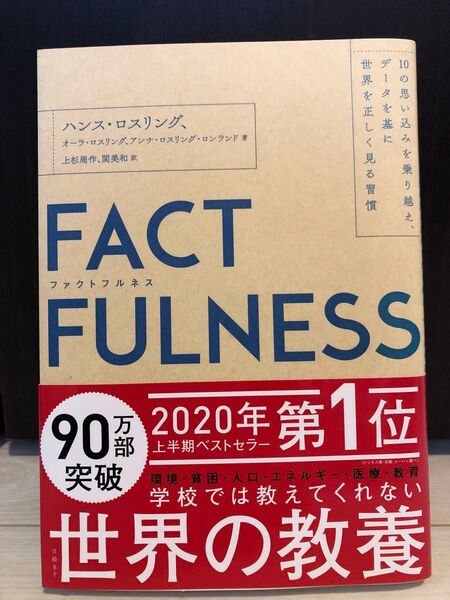 10の思い込みを乗り越え、
データを基に
世界を正しく見る習慣
ハンス・ロスリング、
オーラ・ロスリング、アンナ・ロスリング・ロンランド 著
上杉周作、関美和 訳
FACT
ファクトフルネス
FULNESS
90万部
突破
2020年
上半期ベストセラー
第1位
環境・貧困・人口・エネルギー・医療・教育
学校では教えてくれない
世界の教養
日経BP